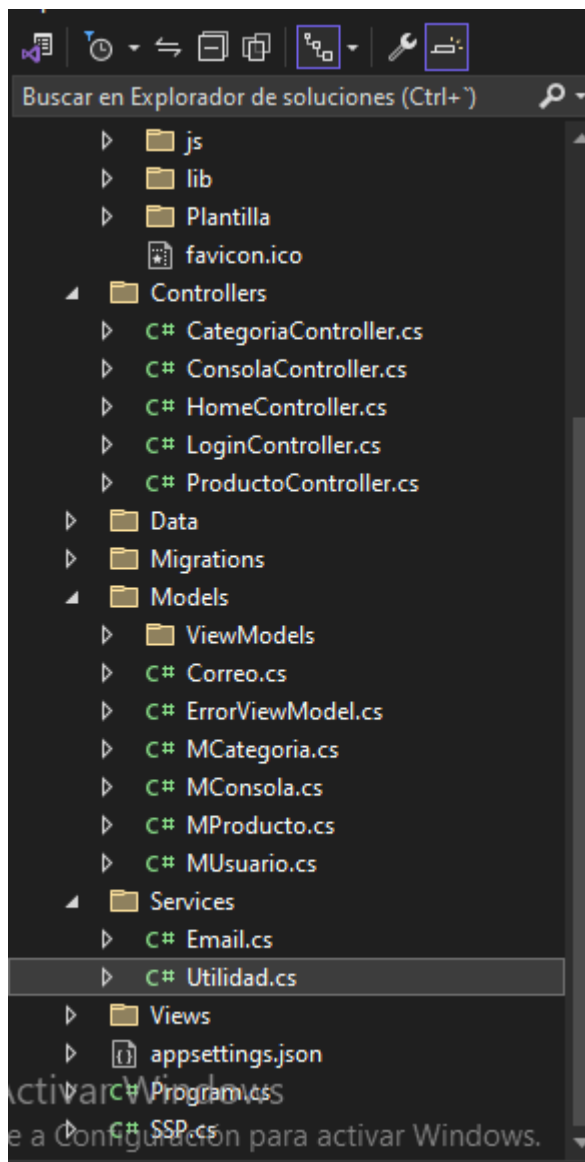 Buscar en Explorador de soluciones (Ctrl+`)
js
lib
Plantilla
favicon.ico
Controllers
C# CategoriaController.cs
C# ConsolaController.cs
C# HomeController.cs
C# LoginController.cs
C# ProductoController.cs
Data
Migrations
Models
ViewModels
C# Correo.cs
C# ErrorViewModel.cs
C# MCategoria.cs
C# MConsola.cs
C# MProducto.cs
C# MUsuario.cs
Services
C# Email.cs
C# Utilidad.cs
Views
appsettings.json
C# Program.cs
Activar Windows
C# SSP.cs
e a Configuración para activar Windows.